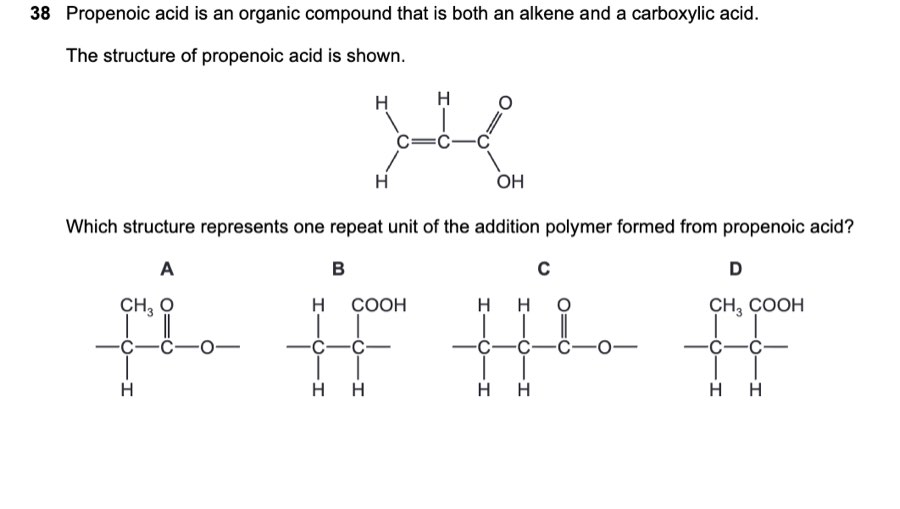 38 Propenoic acid is an organic compound that is both an alkene and a carboxylic acid.
The structure of propenoic acid is shown.
H H O
C C C
H OH
Which structure represents one repeat unit of the addition polymer formed from propenoic acid?
A B C D
CH₃ O H COOH H H O CH₃ COOH
C C O C C C C C O C C
H H H H H H H